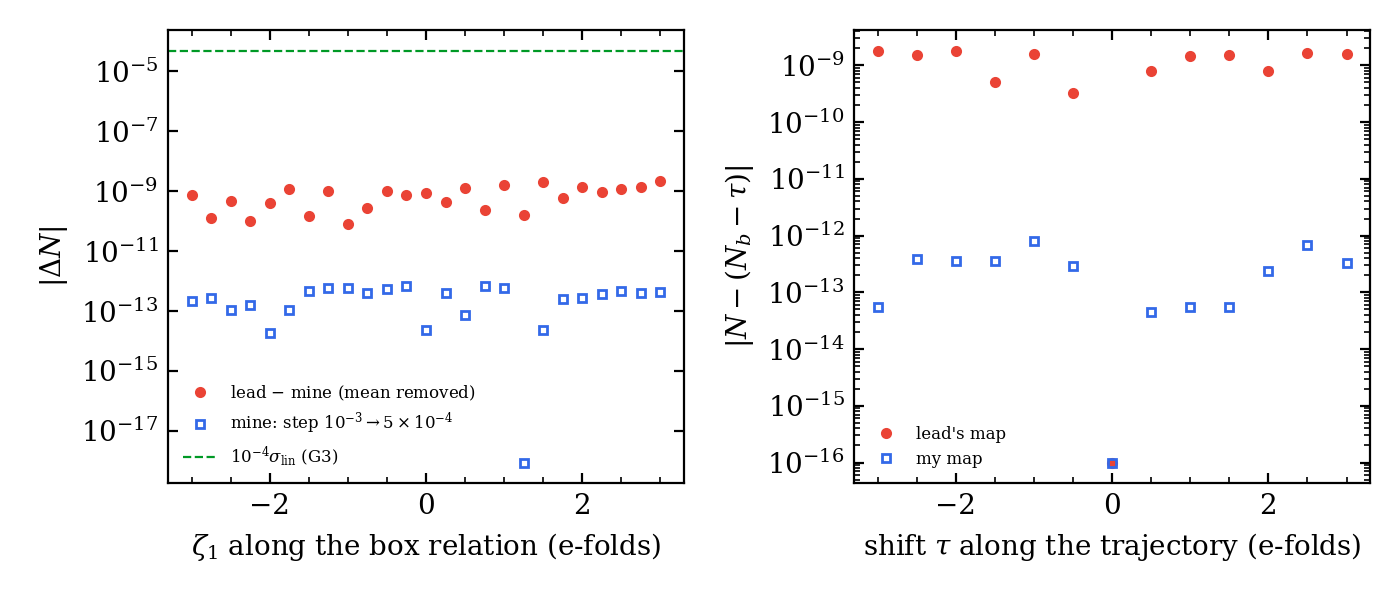 |ΔN|
10⁻⁵
10⁻⁷
10⁻⁹
10⁻¹¹
10⁻¹³
10⁻¹⁵
10⁻¹⁷
lead − mine (mean removed)
mine: step 10⁻³ → 5 × 10⁻⁴
10⁻⁴σ_lin (G3)
−2 0 2
ζ₁ along the box relation (e-folds)
|N − (N_b − τ)|
10⁻⁹
10⁻¹⁰
10⁻¹¹
10⁻¹²
10⁻¹³
10⁻¹⁴
10⁻¹⁵
10⁻¹⁶
lead's map
my map
−2 0 2
shift τ along the trajectory (e-folds)